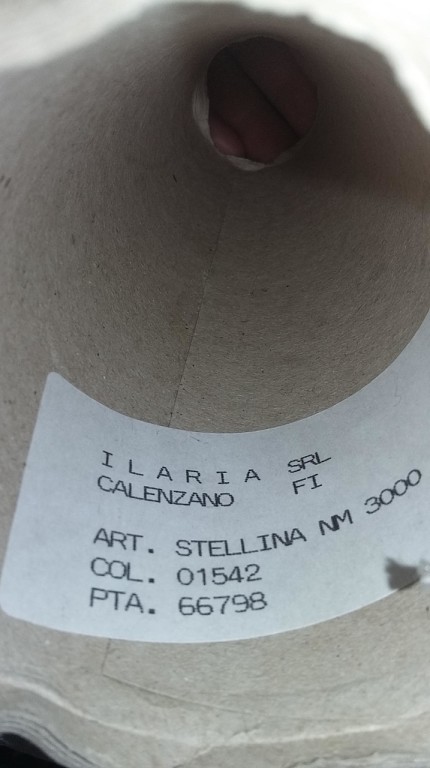 ILARIA SRL
CALENZANO FI
ART. STELLINA NM 3000
COL. 01542
PTA. 66798